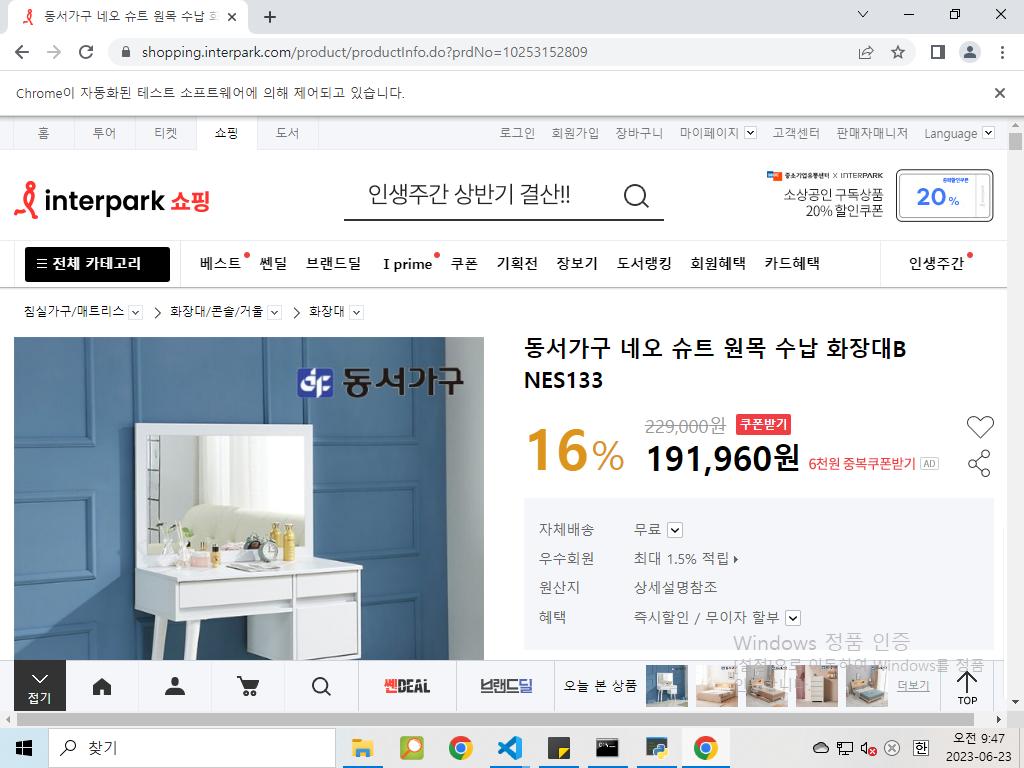 동서가구 네오 슈트 원목 수납 화
shopping.interpark.com/product/productInfo.do?prdNo=10253152809
Chrome이 자동화된 테스트 소프트웨어에 의해 제어되고 있습니다.
홈 투어 티켓 쇼핑 도서 로그인 회원가입 장바구니 마이페이지 고객센터 판매자매니저 Language
interpark 쇼핑
인생주간 상반기 결산!!
중소기업유통센터 X INTERPARK
소상공인 구독상품
20% 할인쿠폰
20%
전체 카테고리 베스트 쎈딜 브랜드딜 I prime 쿠폰 기획전 장보기 도서랭킹 회원혜택 카드혜택 인생주간
침실가구/매트리스 화장대/콘솔/거울 화장대
동서가구
동서가구 네오 슈트 원목 수납 화장대B
NES133
16%
229,000원 쿠폰받기
191,960원 6천원 중복쿠폰받기 AD
자체배송 무료
우수회원 최대 1.5% 적립
원산지 상세설명참조
혜택 즉시할인 / 무이자 할부
Windows 정품 인증
[설정]으로 이동하여 Windows를 정품
접기
쎈DEAL 브랜드딜 오늘 본 상품 더보기 TOP
찾기
한
오전 9:47
2023-06-23